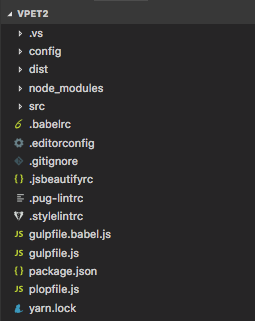 VPET2
.vs
config
dist
node_modules
src
.babelrc
.editorconfig
.gitignore
.jsbeautifyrc
.pug-lintrc
.stylelintrc
JS gulpfile.babel.js
JS gulpfile.js
package.json
JS plopfile.js
yarn.lock